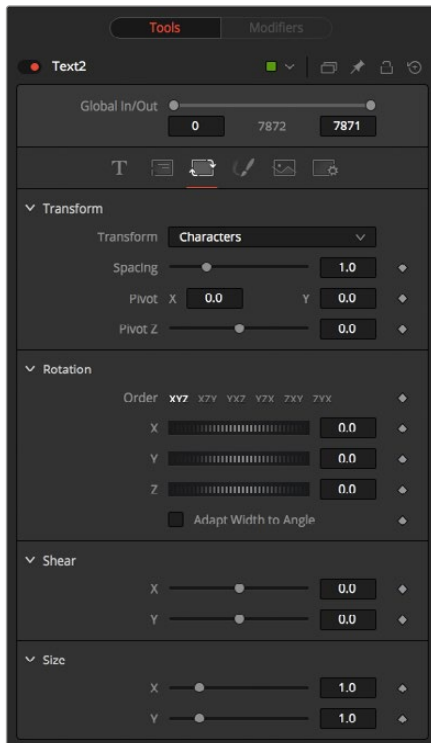 Tools Modifiers
Text2
Global In/Out
0 7872 7871
T
Transform
Transform Characters
Spacing 1.0
Pivot X 0.0 Y 0.0
Pivot Z 0.0
Rotation
Order XYZ XZY YXZ YZX ZXY ZYX
X 0.0
Y 0.0
Z 0.0
Adapt Width to Angle
Shear
X 0.0
Y 0.0
Size
X 1.0
Y 1.0